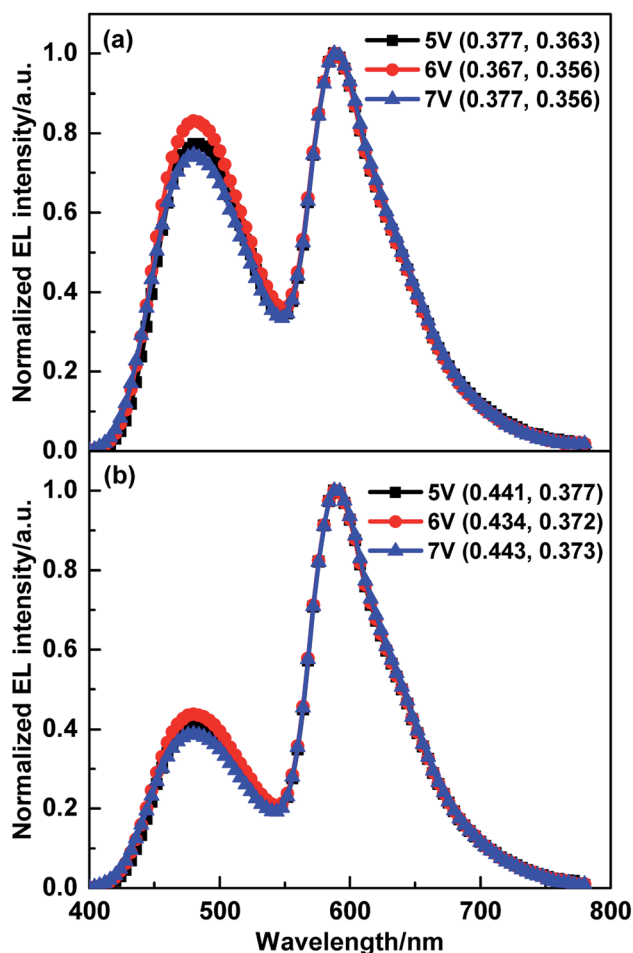 (a)
5V (0.377, 0.363)
6V (0.367, 0.356)
7V (0.377, 0.356)
Normalized EL intensity/a.u.
1.0
0.8
0.6
0.4
0.2
0.0
(b)
5V (0.441, 0.377)
6V (0.434, 0.372)
7V (0.443, 0.373)
Normalized EL intensity/a.u.
1.0
0.8
0.6
0.4
0.2
0.0
400 500 600 700 800
Wavelength/nm